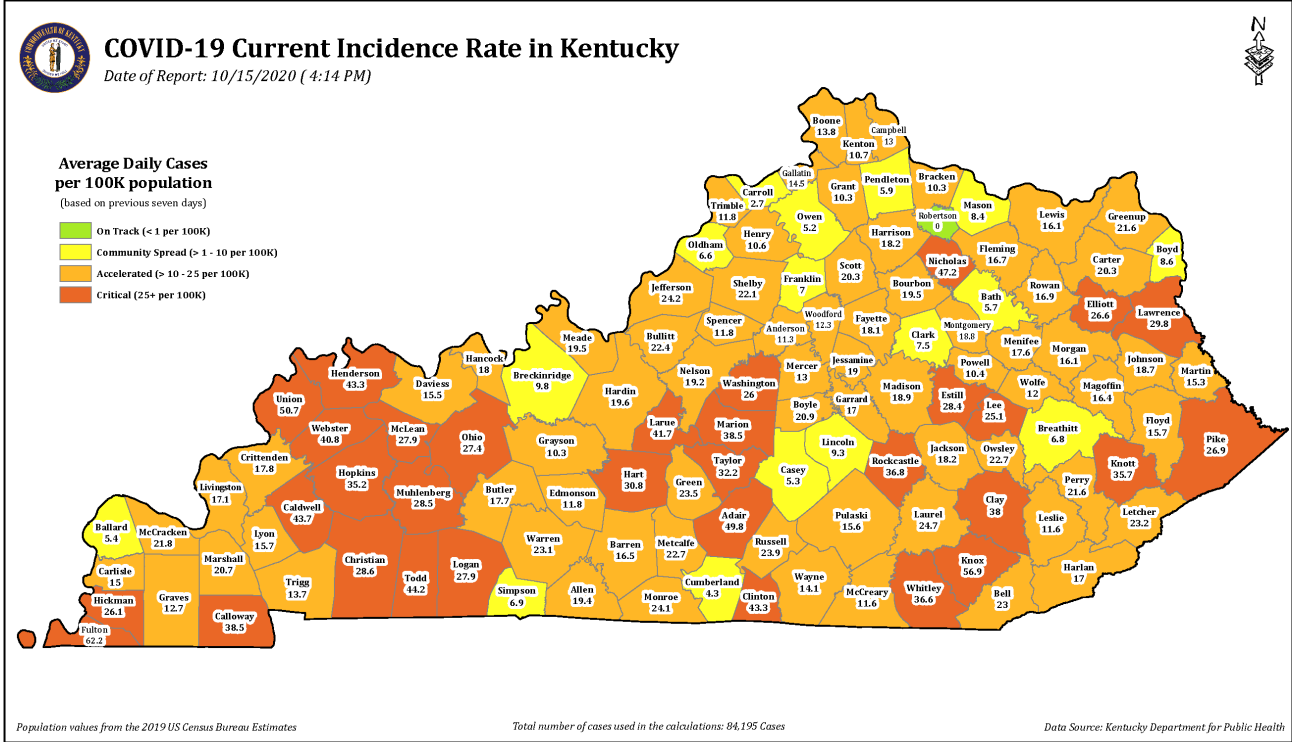 COVID-19 Current Incidence Rate in Kentucky
Date of Report: 10/15/2020 ( 4:14 PM)
N
Average Daily Cases
per 100K population
(based on previous seven days)
On Track (< 1 per 100K)
Community Spread (> 1 - 10 per 100K)
Accelerated (> 10 - 25 per 100K)
Critical (25+ per 100K)
Boone
13.8
Kenton
10.7
Campbell
13
Gallatin
14.5
Carroll
2.7
Trimble
11.8
Grant
10.3
Pendleton
5.9
Bracken
10.3
Mason
8.4
Robertson
0
Owen
5.2
Henry
10.6
Oldham
6.6
Harrison
18.2
Lewis
16.1
Greenup
21.6
Boyd
8.6
Fleming
16.7
Carter
20.3
Nicholas
47.2
Scott
20.3
Franklin
7
Shelby
22.1
Jefferson
24.2
Bourbon
19.5
Bath
5.7
Rowan
16.9
Elliott
26.6
Lawrence
29.8
Spencer
11.8
Anderson
11.3
Woodford
12.3
Fayette
18.1
Clark
7.5
Montgomery
18.8
Menifee
17.6
Morgan
16.1
Johnson
18.7
Martin
15.3
Meade
19.5
Bullitt
22.4
Nelson
19.2
Washington
26
Mercer
13
Jessamine
19
Madison
18.9
Powell
10.4
Wolfe
12
Magoffin
16.4
Hancock
18
Breckinridge
9.8
Hardin
19.6
Daviess
15.5
Henderson
43.3
Union
50.7
Boyle
20.9
Garrard
17
Estill
28.4
Lee
25.1
Breathitt
6.8
Floyd
15.7
Pike
26.9
Webster
40.8
McLean
27.9
Ohio
27.4
Grayson
10.3
Larue
41.7
Marion
38.5
Lincoln
9.3
Casey
5.3
Rockcastle
36.8
Jackson
18.2
Owsley
22.7
Knott
35.7
Crittenden
17.8
Hopkins
35.2
Muhlenberg
28.5
Butler
17.7
Edmonson
11.8
Hart
30.8
Green
23.5
Taylor
32.2
Clay
38
Perry
21.6
Livingston
17.1
Caldwell
43.7
Adair
49.8
Pulaski
15.6
Laurel
24.7
Leslie
11.6
Letcher
23.2
Ballard
5.4
McCracken
21.8
Lyon
15.7
Warren
23.1
Barren
16.5
Metcalfe
22.7
Russell
23.9
Marshall
20.7
Christian
28.6
Todd
44.2
Logan
27.9
Knox
56.9
Harlan
17
Carlisle
15
Trigg
13.7
Simpson
6.9
Allen
19.4
Monroe
24.1
Cumberland
4.3
Clinton
43.3
Wayne
14.1
McCreary
11.6
Whitley
36.6
Bell
23
Hickman
26.1
Graves
12.7
Calloway
38.5
Fulton
62.2
Population values from the 2019 US Census Bureau Estimates
Total number of cases used in the calculations: 84,195 Cases
Data Source: Kentucky Department for Public Health